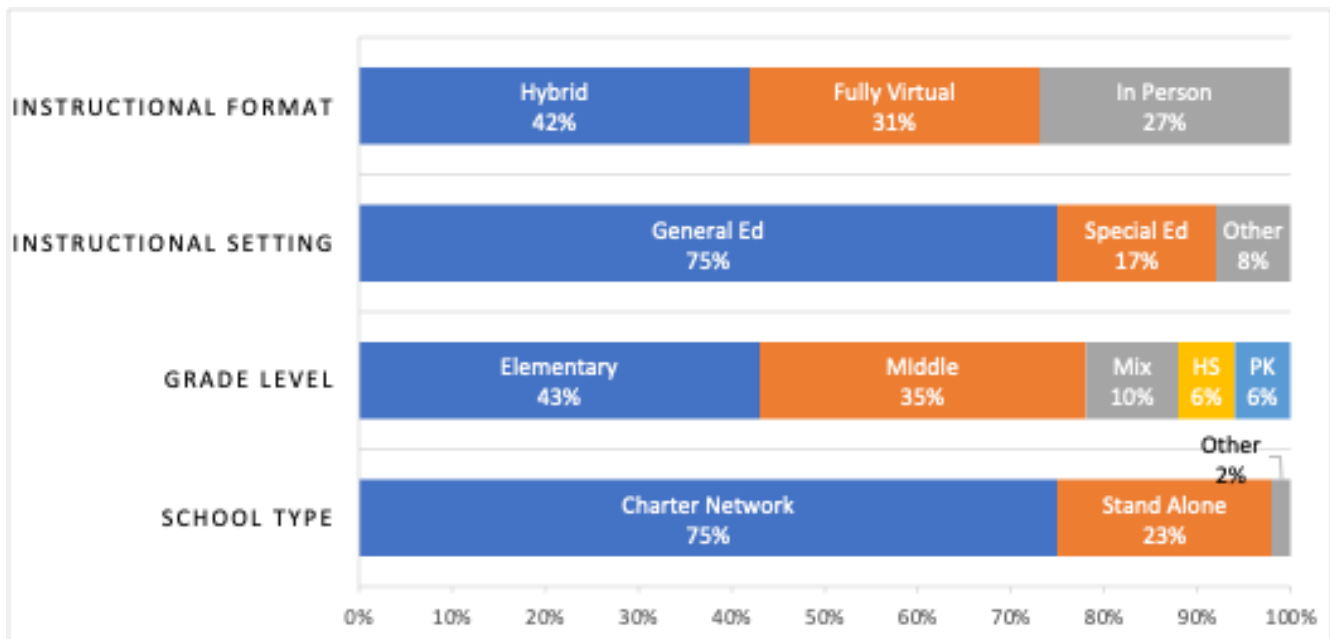 Hybrid Fully Virtual In Person
INSTRUCTIONAL FORMAT
42% 31% 27%
General Ed Special Ed Other
INSTRUCTIONAL SETTING
75% 17% 8%
Elementary MIddle Mix HS PK
GRADE LEVEL
43% 35% 10% 6% 6%
Other
2%
Charter Network Stand Alone
SCHOOL TYPE
75% 23%
0% 10% 20% 30% 40% 50% 60% 70% 80% 90% 100%